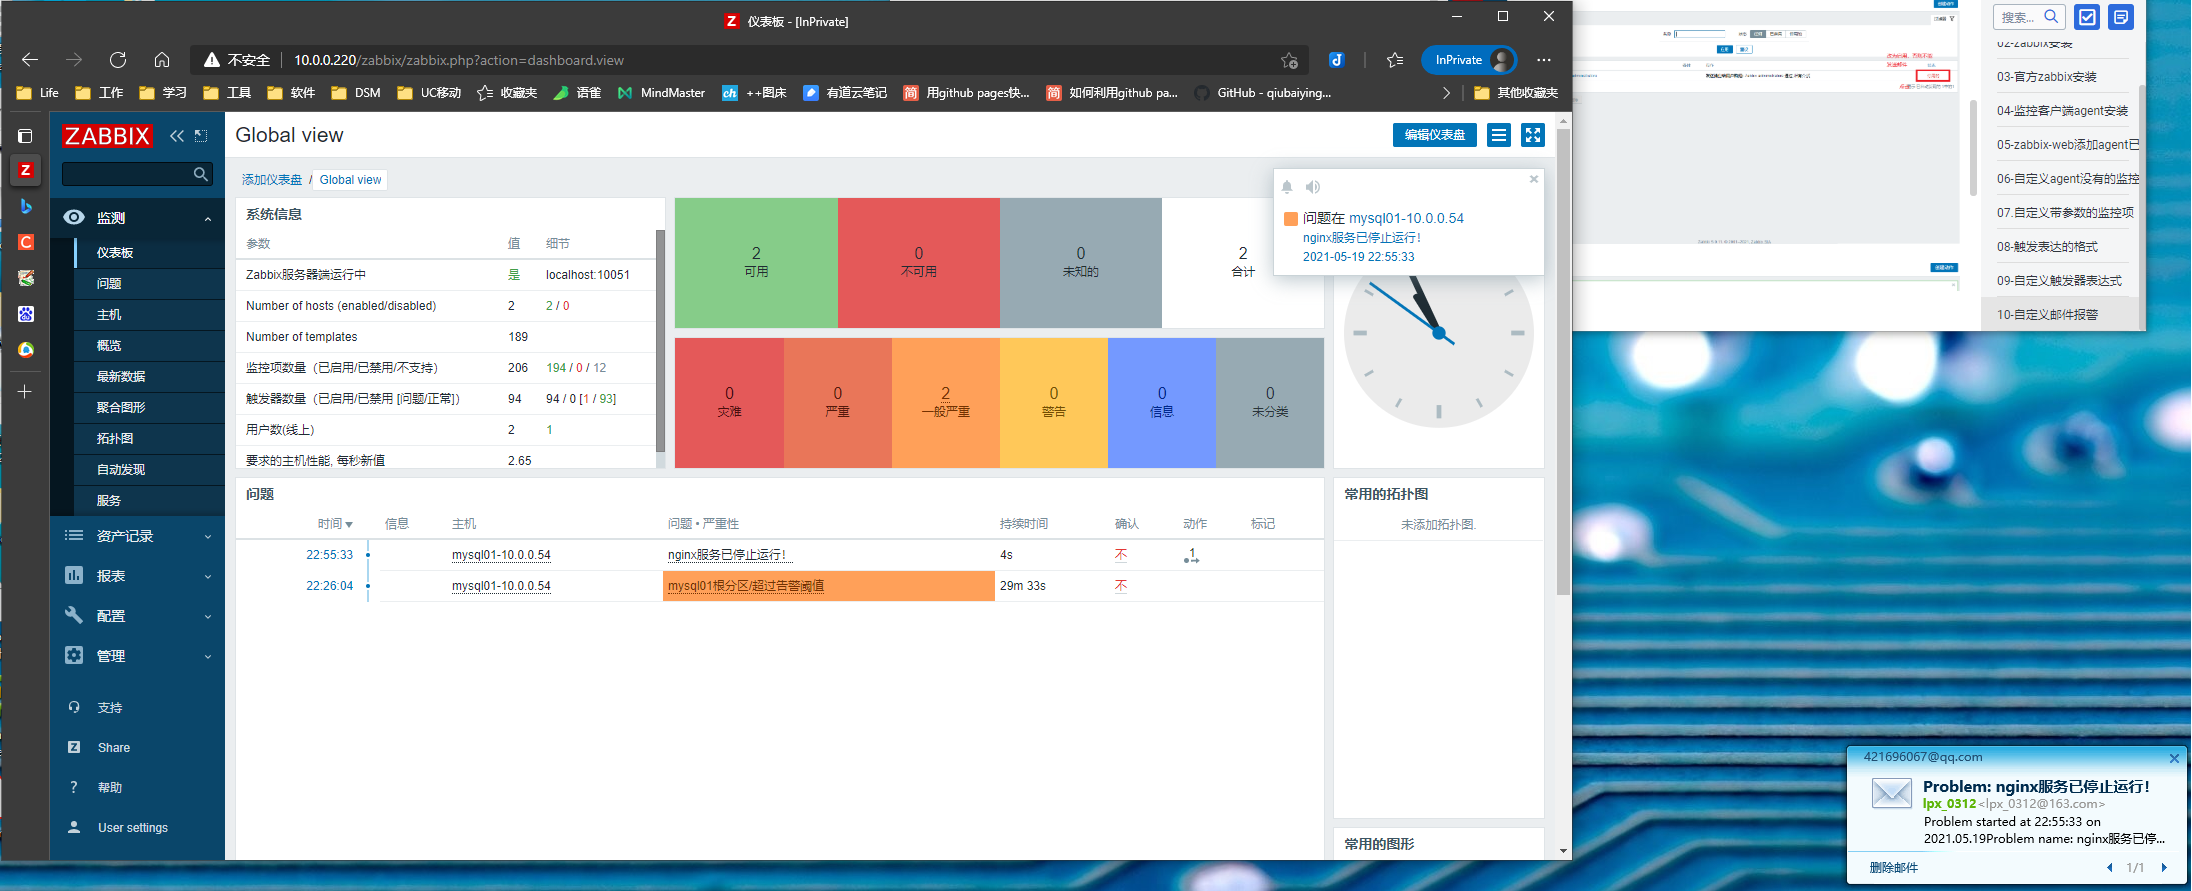 仪表板 - [InPrivate]
不安全 10.0.0.220/zabbix/zabbix.php?action=dashboard.view
InPrivate
Life 工作 学习 工具 软件 DSM UC移动 收藏夹 语雀 MindMaster ++图床 有道云笔记 用github pages快... 如何利用github pa... GitHub - qiubaiying... 其他收藏夹
ZABBIX
监测
仪表板
问题
主机
概览
最新数据
聚合图形
拓扑图
自动发现
服务
资产记录
报表
配置
管理
支持
Share
帮助
User settings
Global view
编辑仪表盘
添加仪表盘 / Global view
系统信息
参数 值 细节
Zabbix服务器端运行中 是 localhost:10051
Number of hosts (enabled/disabled) 2 2 / 0
Number of templates 189
监控项数量（已启用/已禁用/不支持） 206 194 / 0 / 12
触发器数量（已启用/已禁用 [问题/正常]） 94 94 / 0 [1 / 93]
用户数(线上) 2 1
要求的主机性能, 每秒新值 2.65
2 可用
0 不可用
0 未知的
2 合计
0 灾难
0 严重
2 一般严重
0 警告
0 信息
0 未分类
问题在 mysql01-10.0.0.54
nginx服务已停止运行！
2021-05-19 22:55:33
问题
时间 信息 主机 问题 • 严重性 持续时间 确认 动作 标记
22:55:33 mysql01-10.0.0.54 nginx服务已停止运行！ 4s 不 1
22:26:04 mysql01-10.0.0.54 mysql01根分区/超过告警阈值 29m 33s 不
常用的拓扑图
未添加拓扑图.
常用的图形
搜索...
02-zabbix安装
03-官方zabbix安装
04-监控客户端agent安装
05-zabbix-web添加agent已
06-自定义agent没有的监控
07.自定义带参数的监控项
08-触发表达的格式
09-自定义触发器表达式
10-自定义邮件报警
421696067@qq.com
Problem: nginx服务已停止运行！
lpx_0312 <lpx_0312@163.com>
Problem started at 22:55:33 on
2021.05.19Problem name: nginx服务已停...
删除邮件
1/1